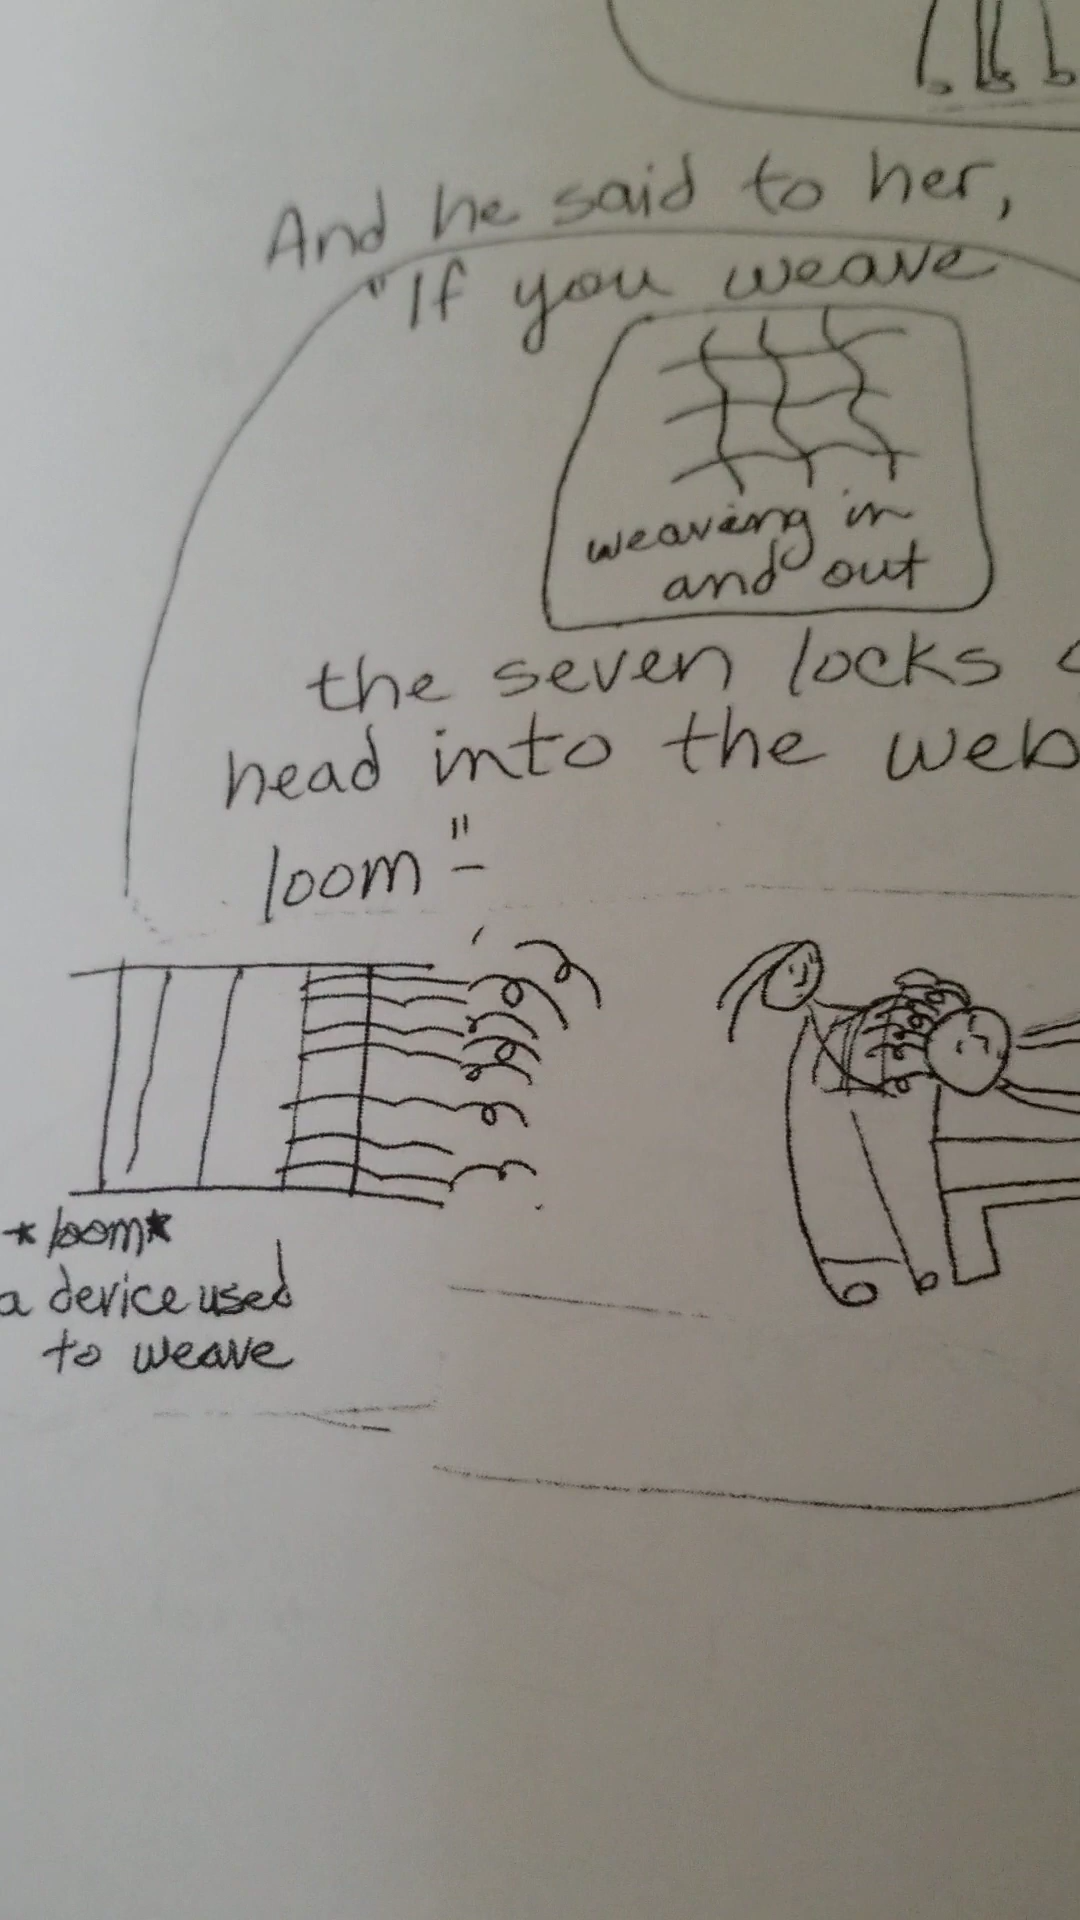 And he said to her,
"If you weave
weaving in
and out
the seven locks
head into the web
loom"-
*loom*
a device used
to weave